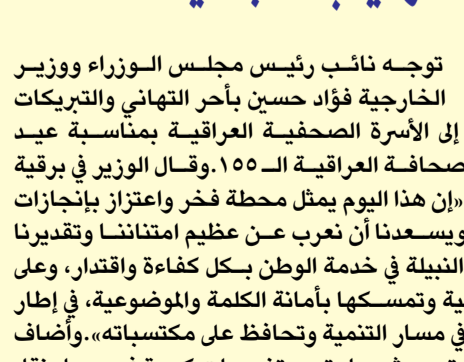 توجه نائب رئيس مجلس الوزراء ووزير
الخارجية فؤاد حسين بأحر التهاني والتبريكات
إلى الأسرة الصحفية العراقية بمناسبة عيد
صحافة العراقية الـ ١٥٥.وقال الوزير في برقية
«إن هذا اليوم يمثل محطة فخر واعتزاز بإنجازات
ويسعدنا أن نعرب عن عظيم امتناننا وتقديرنا
النبيلة في خدمة الوطن بكل كفاءة واقتدار، وعلى
ية وتمسكها بأمانة الكلمة والموضوعية، في إطار
في مسار التنمية وتحافظ على مكتسباته».وأضاف